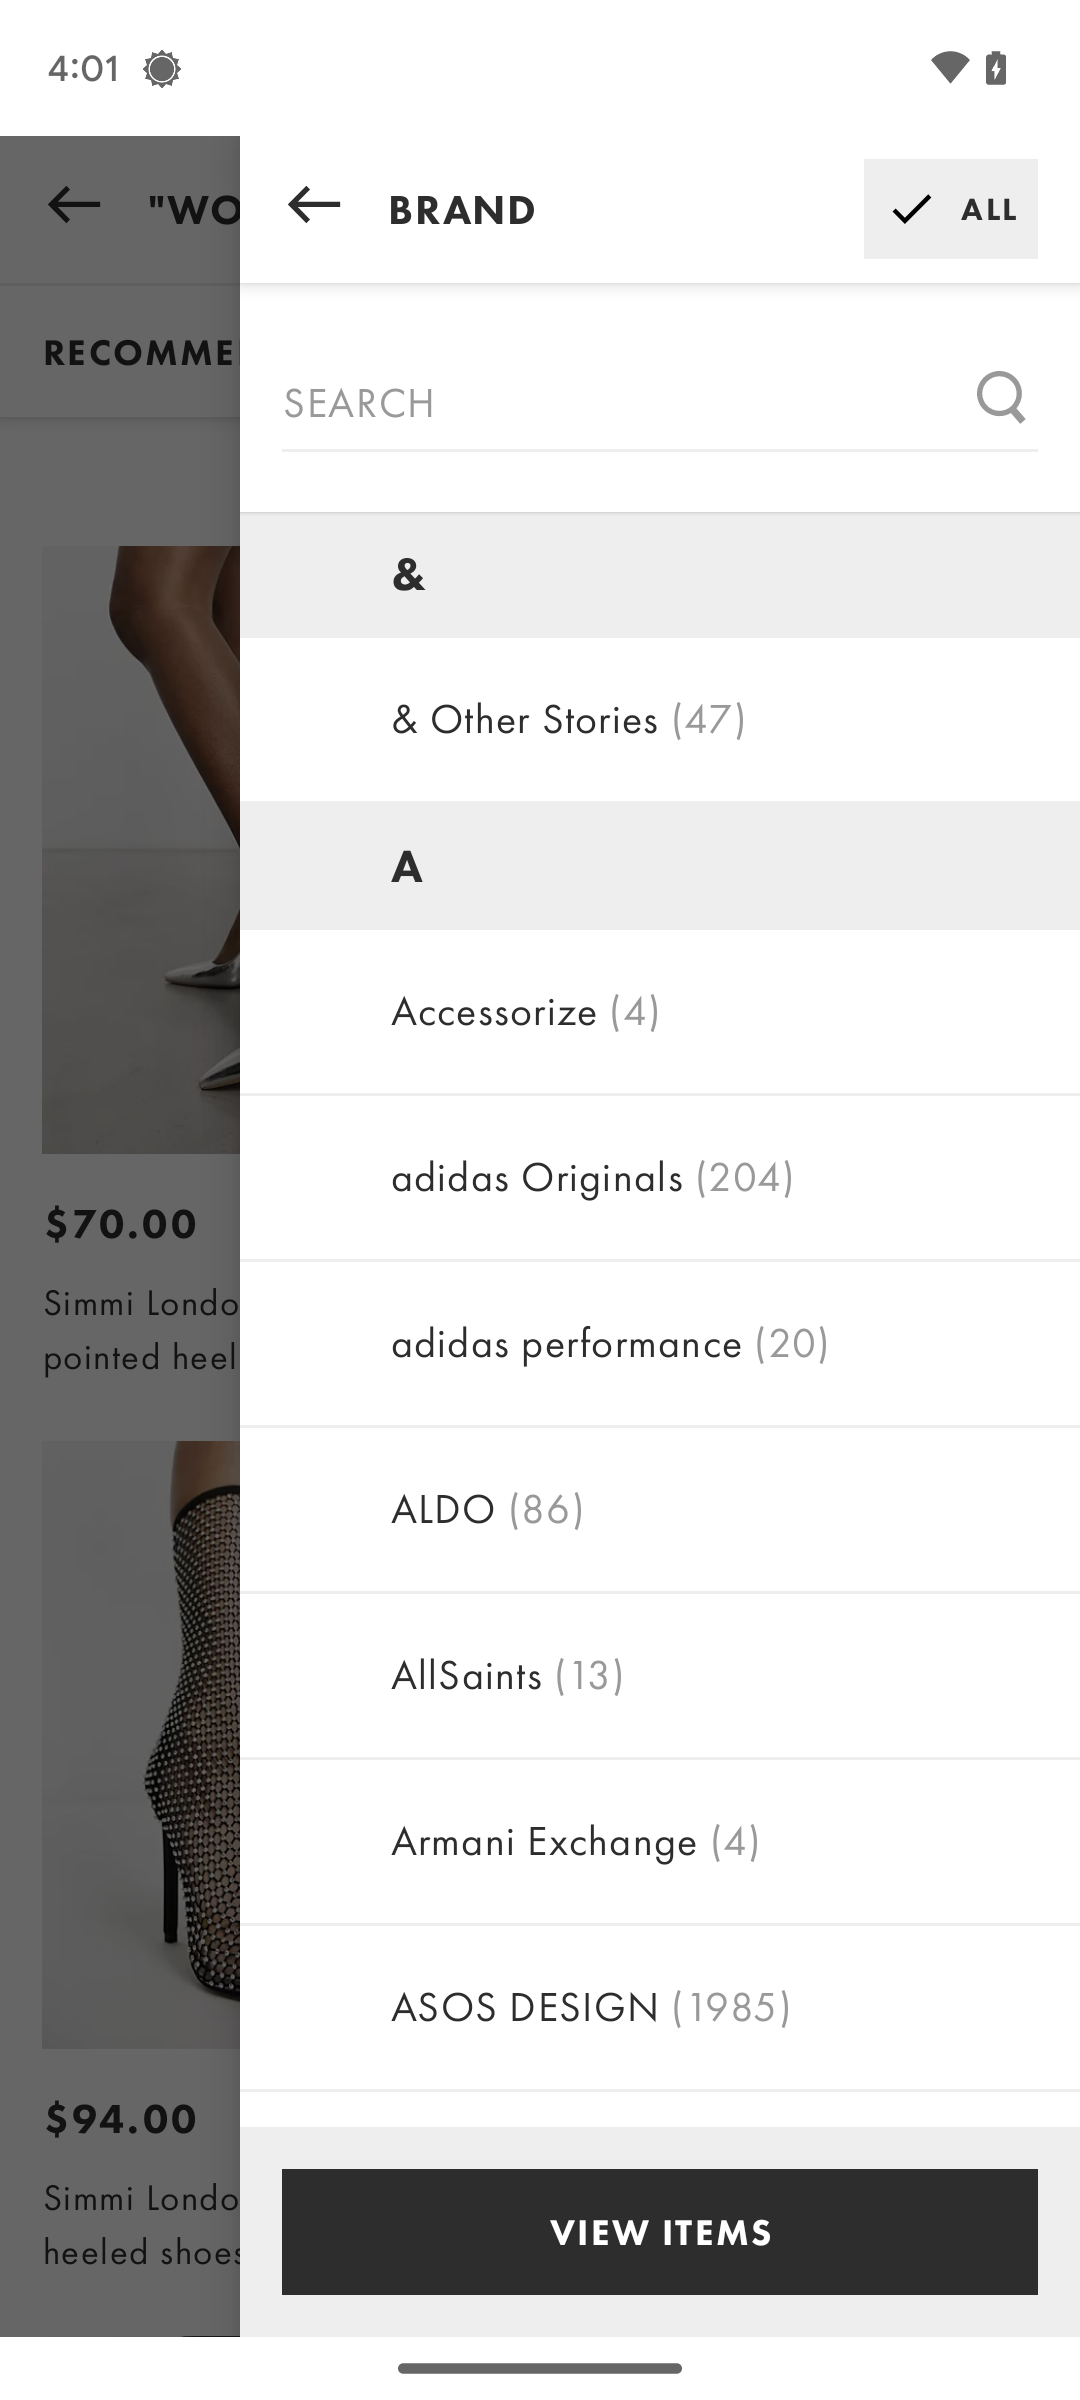 4:01
"WO
BRAND
ALL
RECOMME
SEARCH
&
& Other Stories (47)
A
Accessorize (4)
adidas Originals (204)
adidas performance (20)
ALDO (86)
AllSaints (13)
Armani Exchange (4)
ASOS DESIGN (1985)
$70.00
Simmi Londo
pointed heel
$94.00
Simmi Londo
heeled shoes
VIEW ITEMS